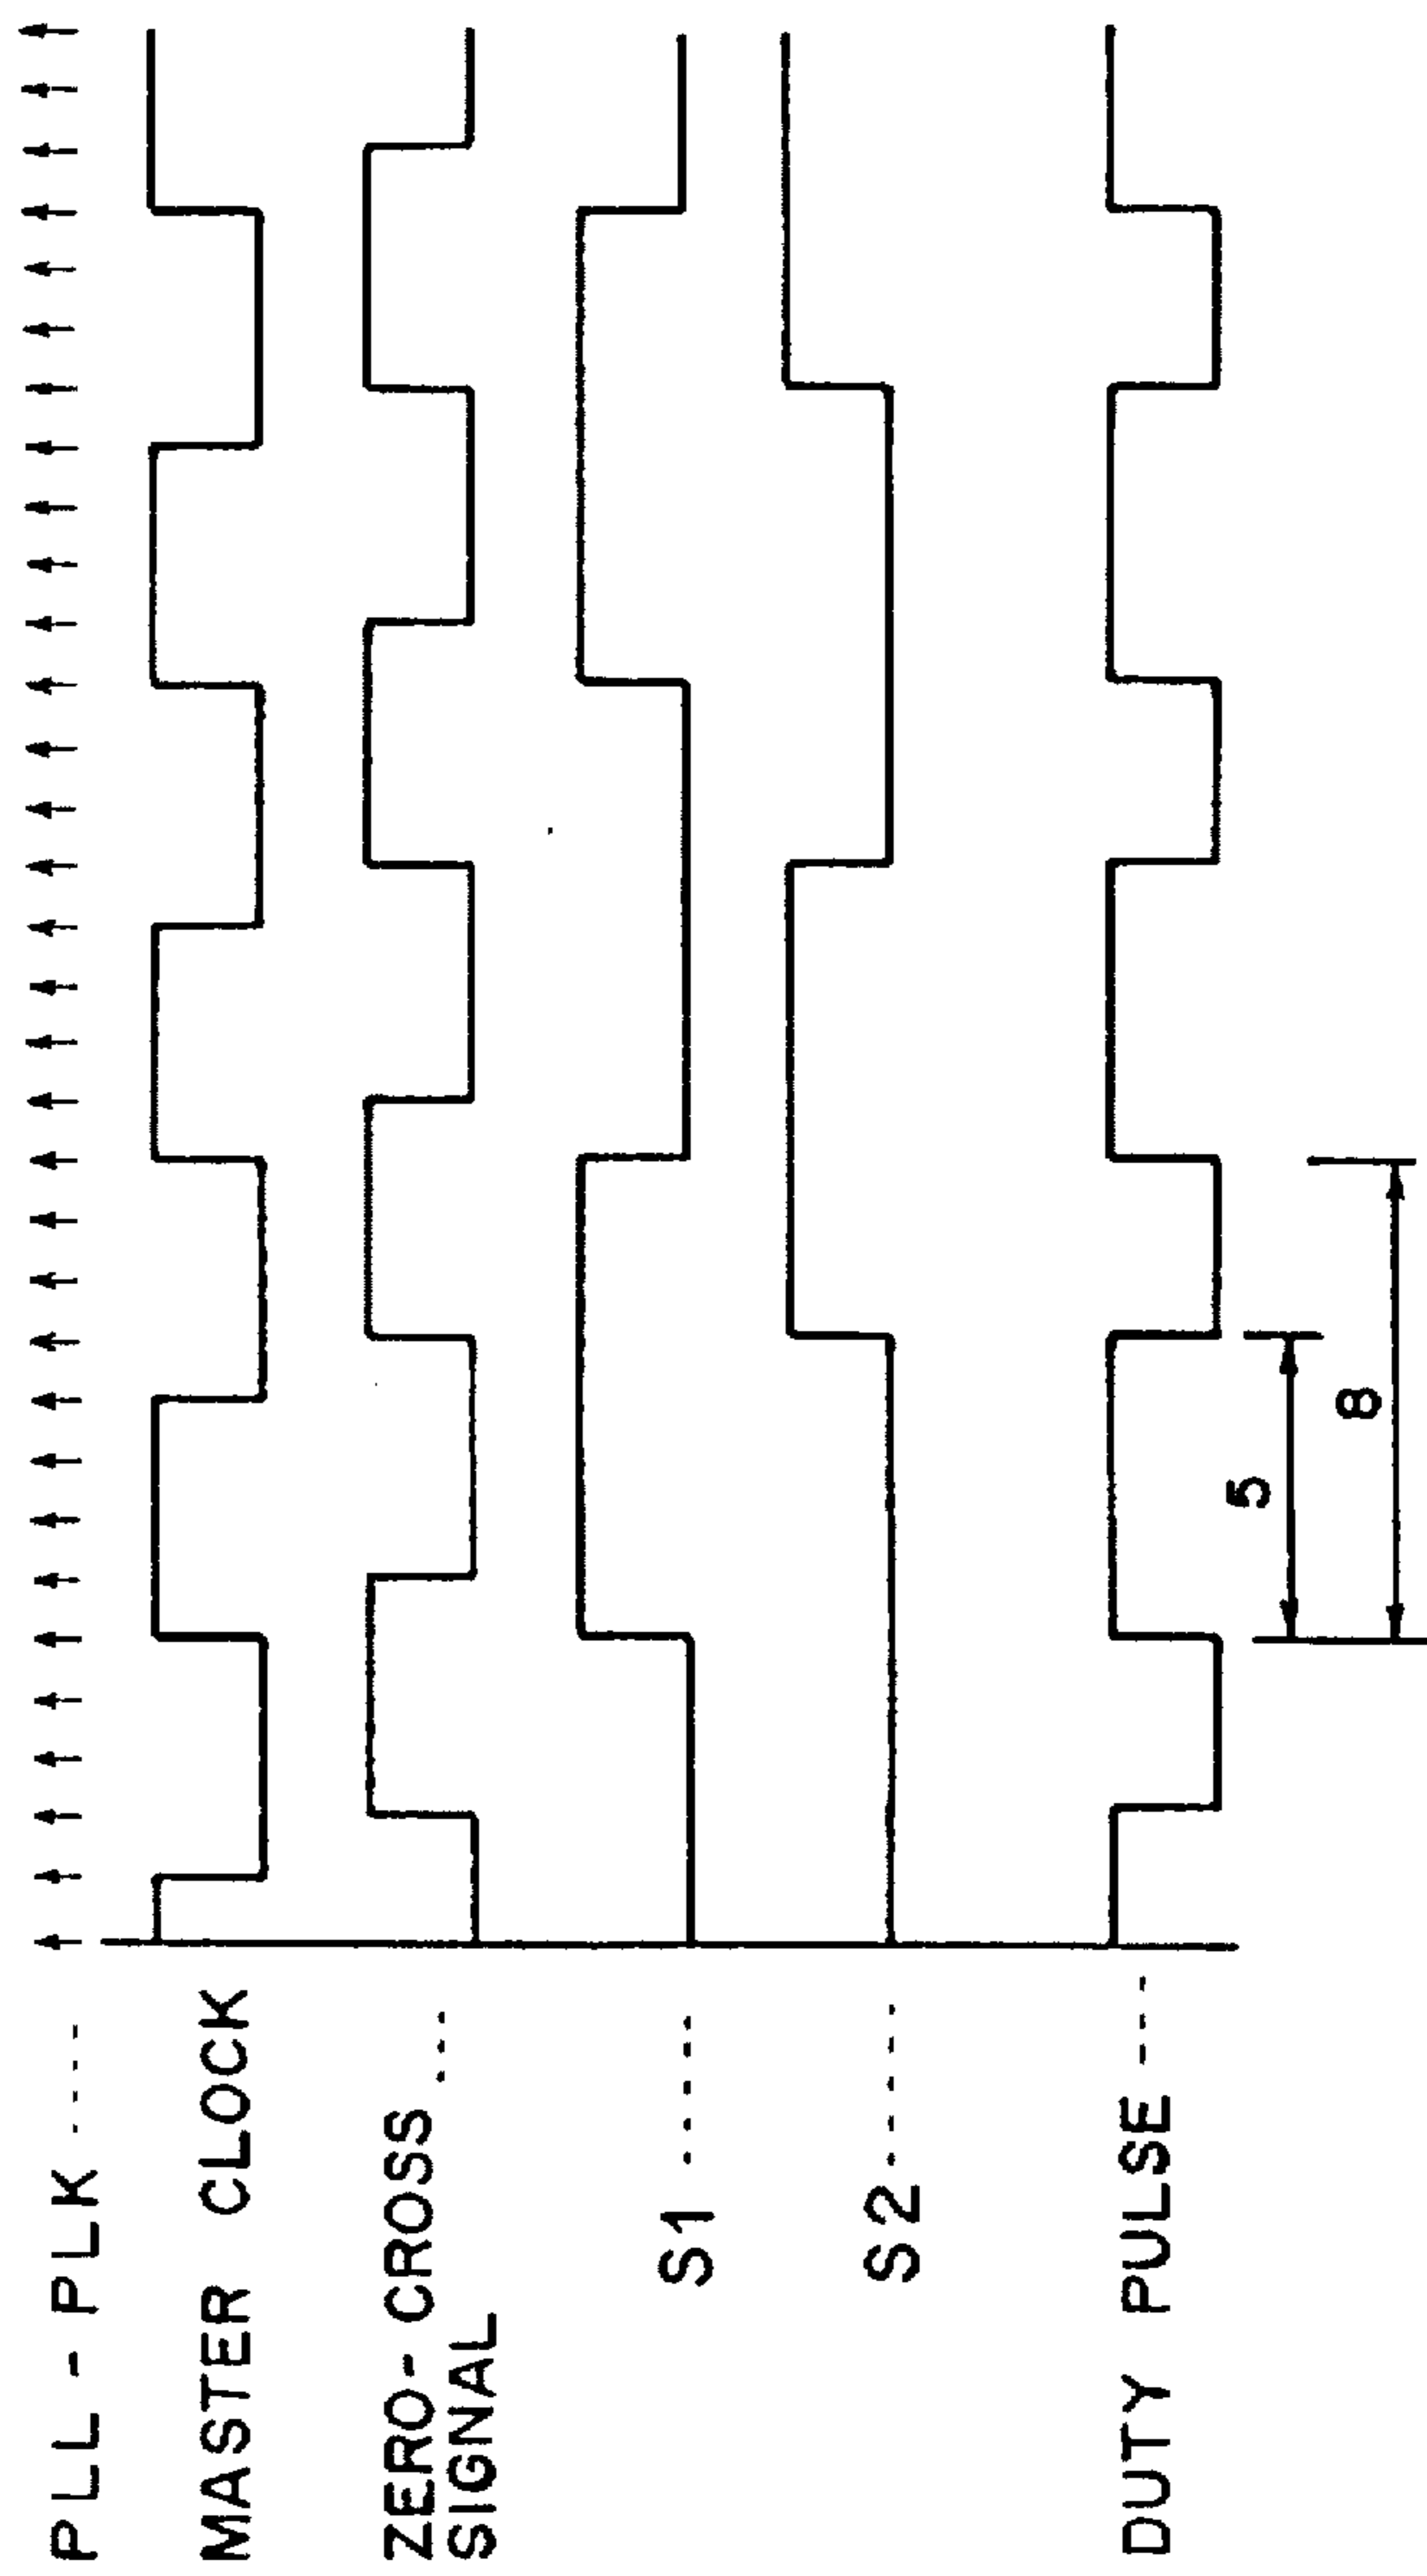 PLL - PLK ----
MASTER CLOCK
ZERO-CROSS ...
SIGNAL
S1 .....
S2 .....
DUTY PULSE ---
5
8